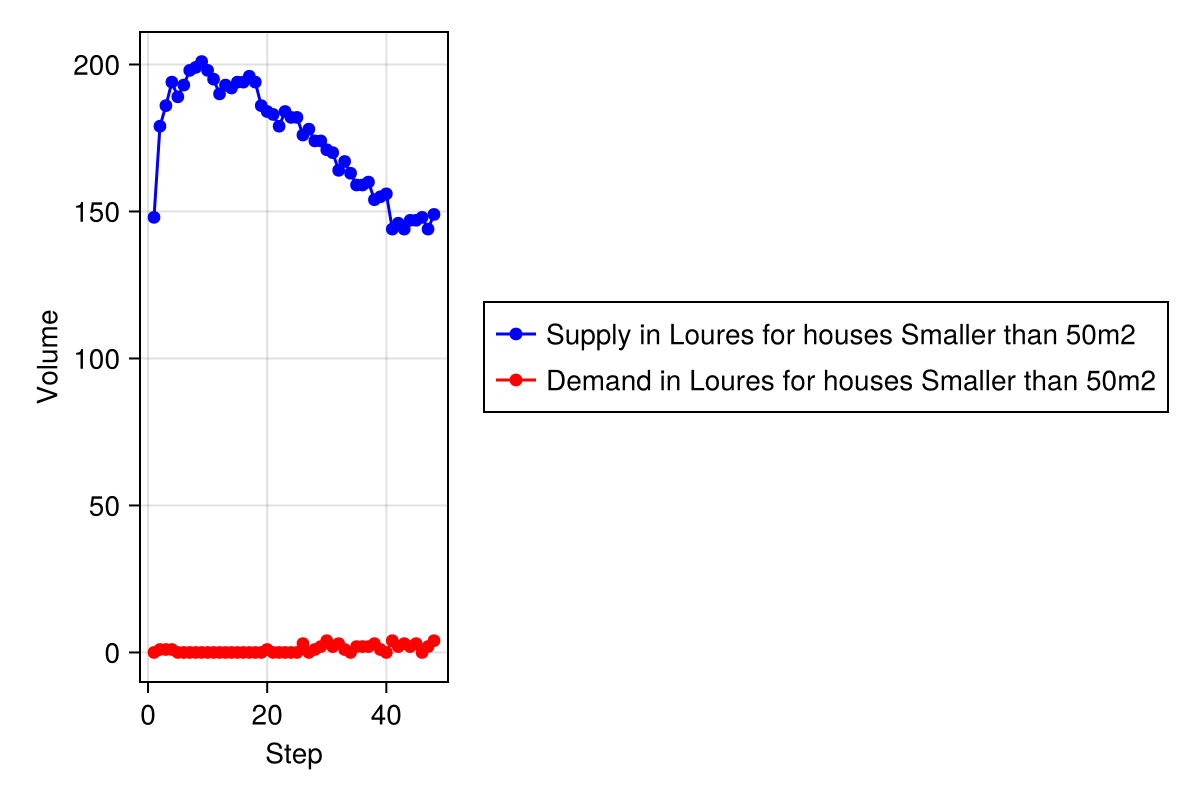 200
150
100
50
0
Volume
0 20 40
Step
Supply in Loures for houses Smaller than 50m2
Demand in Loures for houses Smaller than 50m2